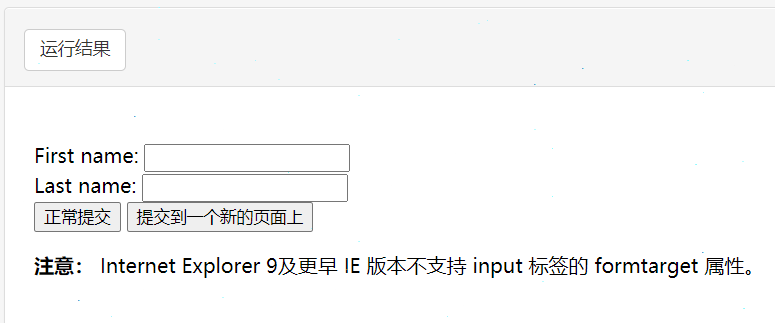 运行结果
First name:
Last name:
正常提交 提交到一个新的页面上
注意： Internet Explorer 9及更早 IE 版本不支持 input 标签的 formtarget 属性。